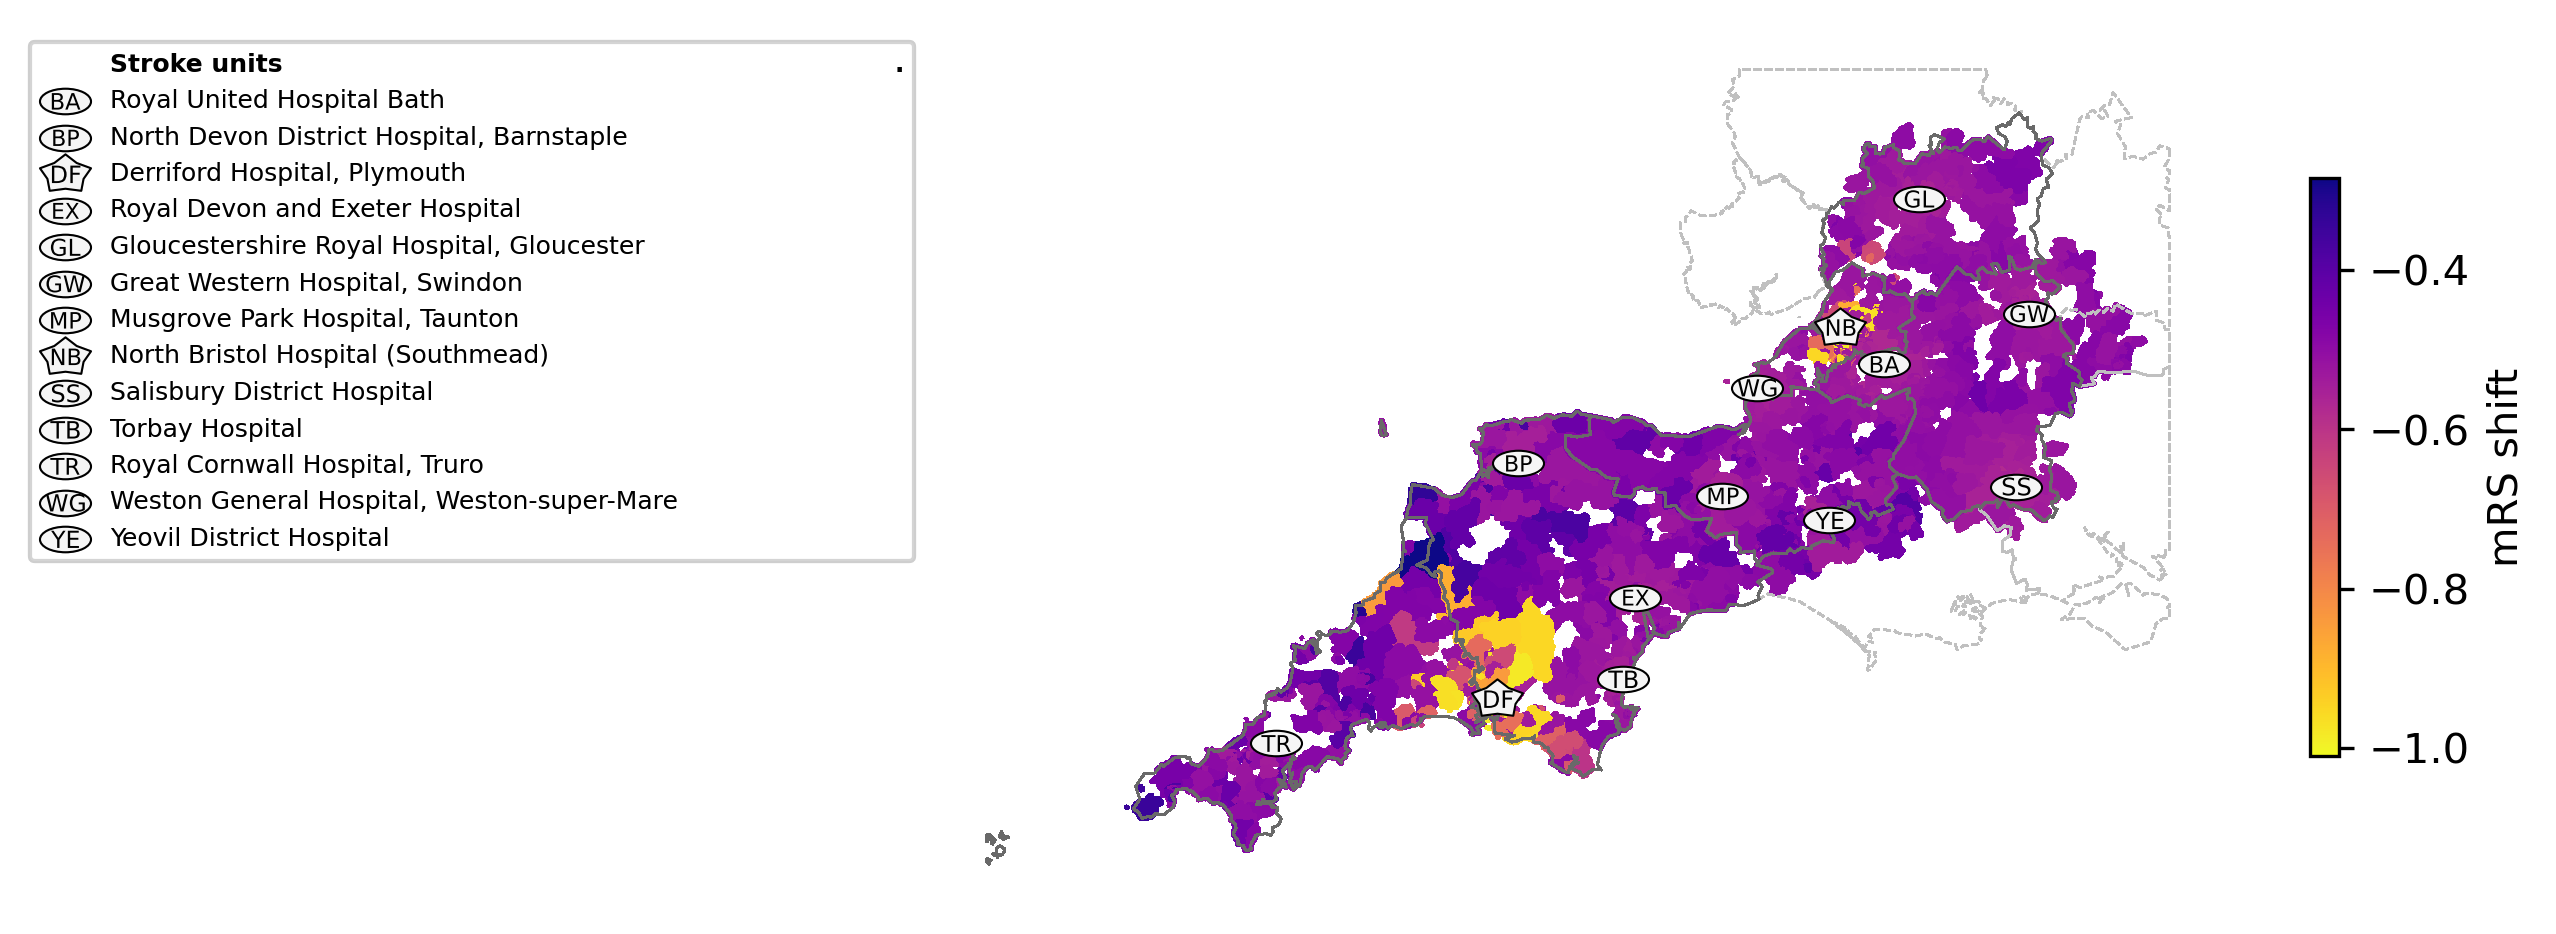 Stroke units .
BA Royal United Hospital Bath
BP North Devon District Hospital, Barnstaple
DF Derriford Hospital, Plymouth
EX Royal Devon and Exeter Hospital
GL Gloucestershire Royal Hospital, Gloucester
GW Great Western Hospital, Swindon
MP Musgrove Park Hospital, Taunton
NB North Bristol Hospital (Southmead)
SS Salisbury District Hospital
TB Torbay Hospital
TR Royal Cornwall Hospital, Truro
WG Weston General Hospital, Weston-super-Mare
YE Yeovil District Hospital
GL
GW
NB
BA
WG
BP
SS
MP
YE
EX
TB
DF
TR
−0.4
−0.6
−0.8
−1.0
mRS shift